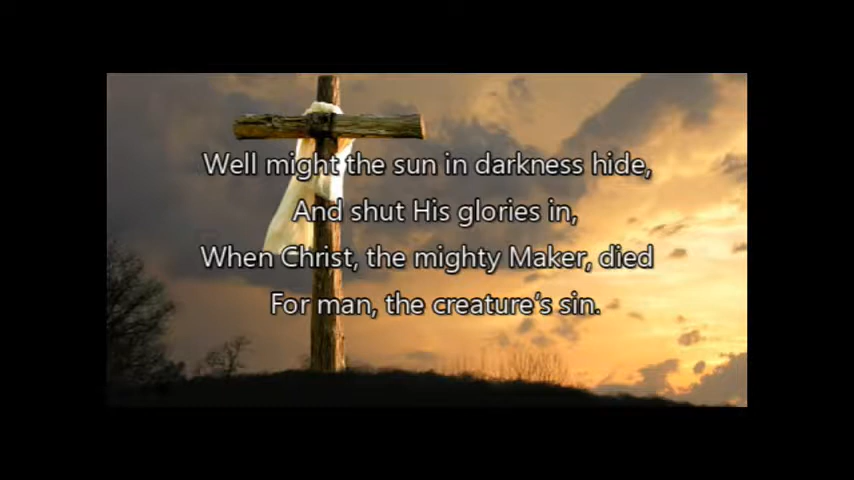 Well might the sun in darkness hide,
And shut His glories in,
When Christ, the mighty Maker, died
For man, the creature's sin.